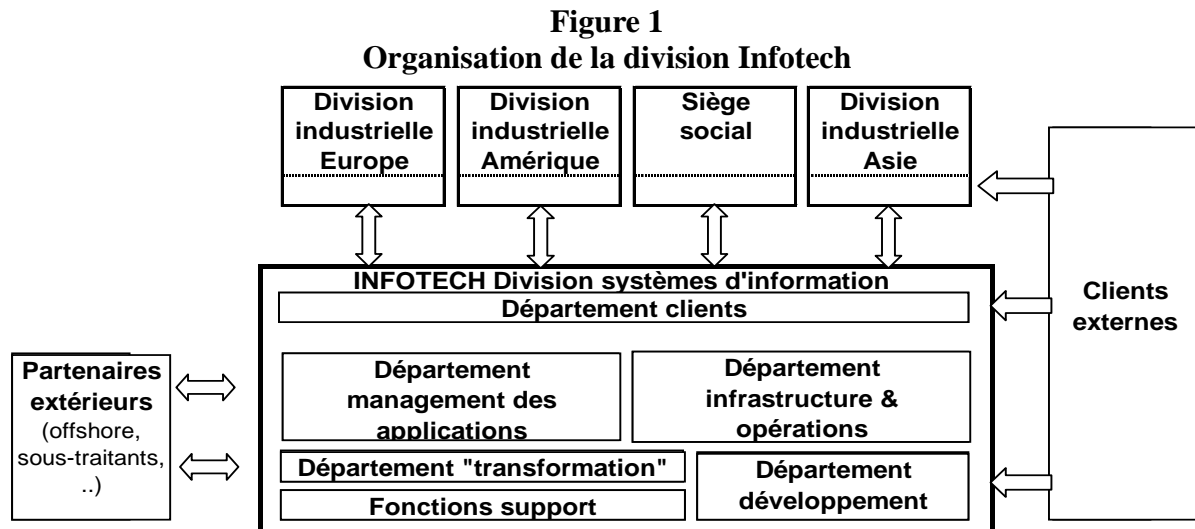 Figure 1
Organisation de la division Infotech
Division
industrielle
Europe
Division
industrielle
Amérique
Siège
social
Division
industrielle
Asie
INFOTECH Division systèmes d'information
Département clients
Clients
externes
Partenaires
extérieurs
(offshore,
sous-traitants,
..)
Département
management des
applications
Département
infrastructure &
opérations
Département "transformation"
Fonctions support
Département
développement